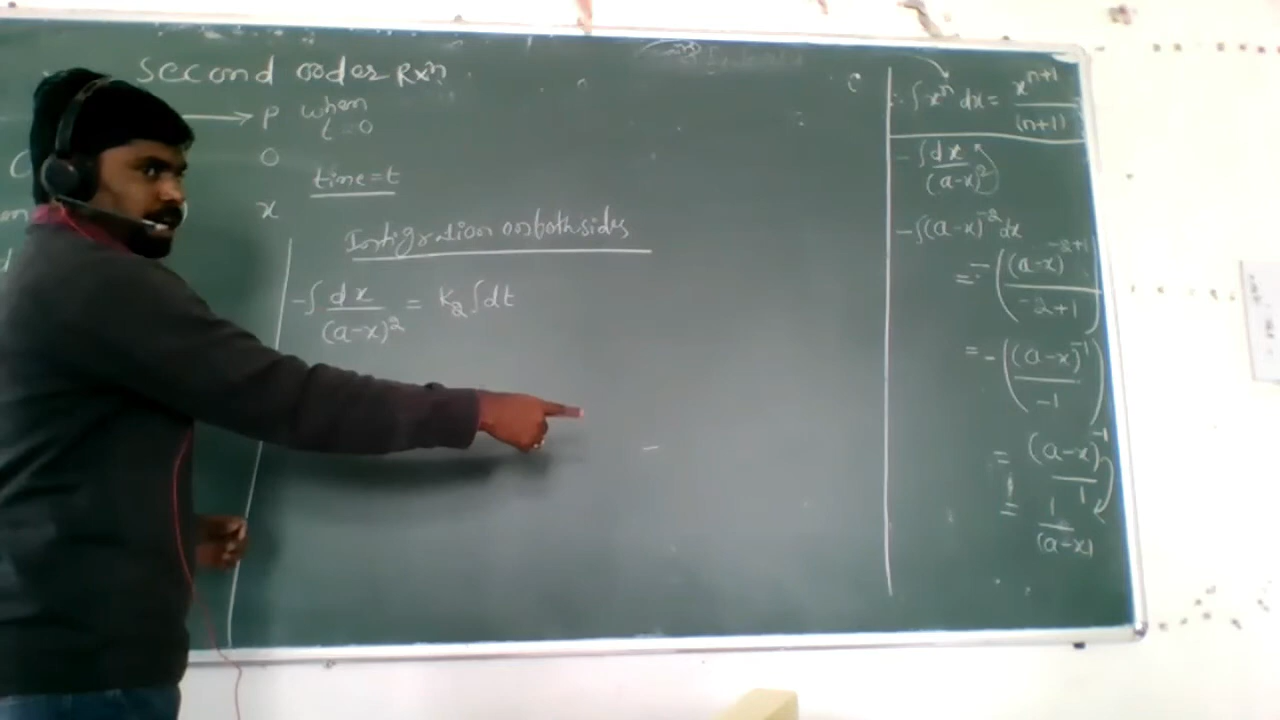 Second order Rxⁿ
⟶ P when
t=0
0
time=t
x
Intigration on both sides
-∫ dx/(a-x)² = K₂∫dt
∴ ∫xⁿ dx = xⁿ⁺¹/(n+1)
-∫ dx/(a-x)²
-∫(a-x)⁻² dx
= -((a-x)⁻²⁺¹/-2+1)
= -((a-x)⁻¹/-1)
= (a-x)⁻¹/1
= 1/(a-x)